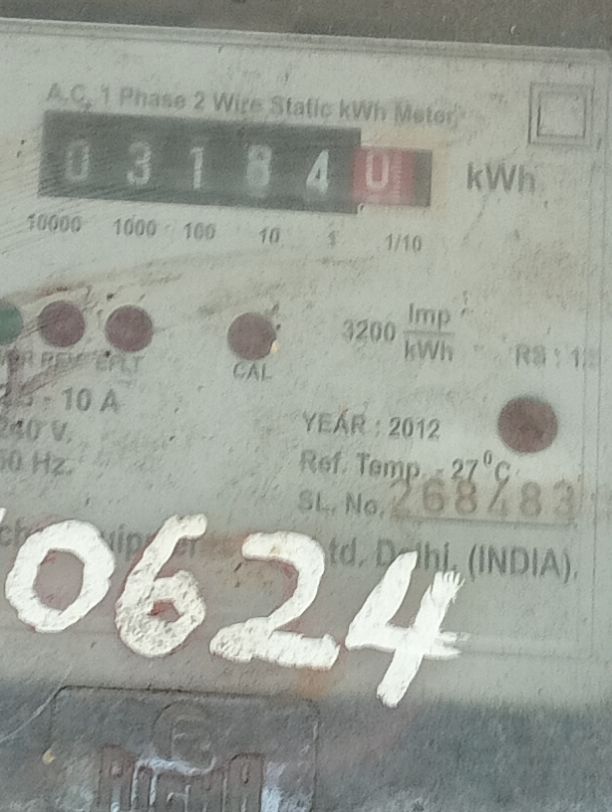 A.C. 1 Phase 2 Wire Static kWh Meter
0 3 1 8 4 0 kWh
10000 1000 100 10 1 1/10
3200 Imp/kWh
CAL
- 10 A
YEAR : 2012
240 V.
Ref. Temp. - 27⁰C
50 Hz.
SL. No. 268483
td, Delhi. (INDIA).
0624